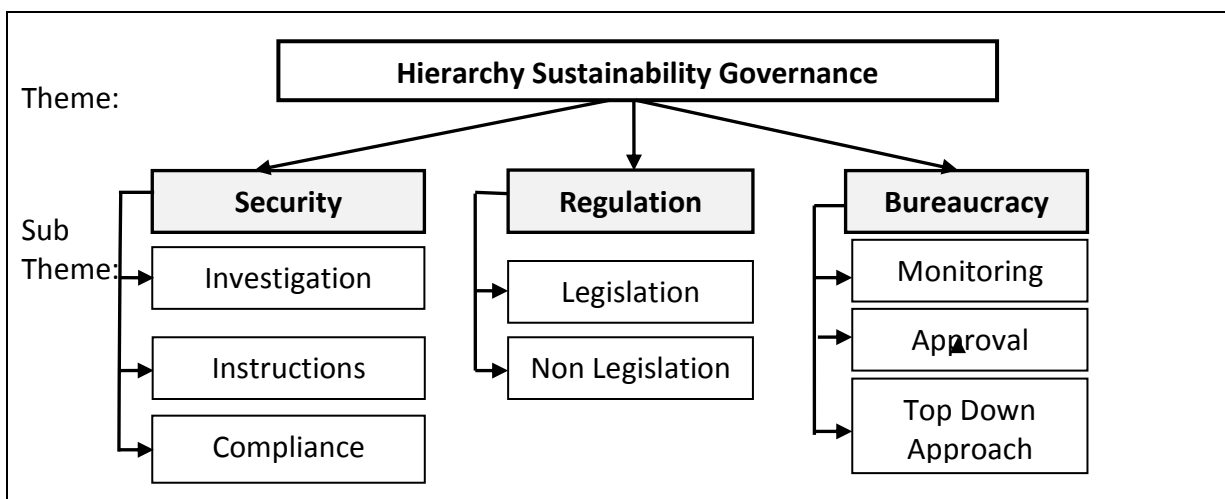 Hierarchy Sustainability Governance
Theme:
Security
Regulation
Bureaucracy
Sub
Theme:
Investigation
Instructions
Compliance
Legislation
Non Legislation
Monitoring
Approval
Top Down
Approach